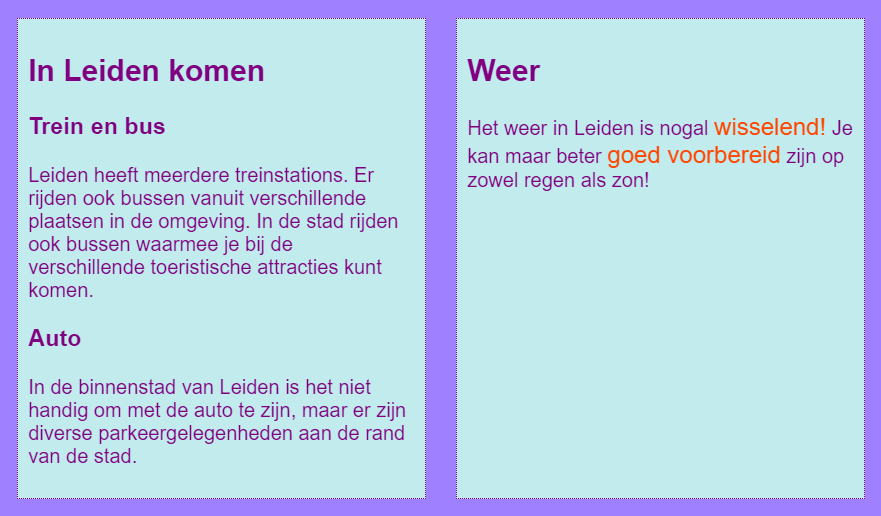 In Leiden komen
Trein en bus
Leiden heeft meerdere treinstations. Er
rijden ook bussen vanuit verschillende
plaatsen in de omgeving. In de stad rijden
ook bussen waarmee je bij de
verschillende toeristische attracties kunt
komen.
Auto
In de binnenstad van Leiden is het niet
handig om met de auto te zijn, maar er zijn
diverse parkeergelegenheden aan de rand
van de stad.
Weer
Het weer in Leiden is nogal wisselend! Je
kan maar beter goed voorbereid zijn op
zowel regen als zon!